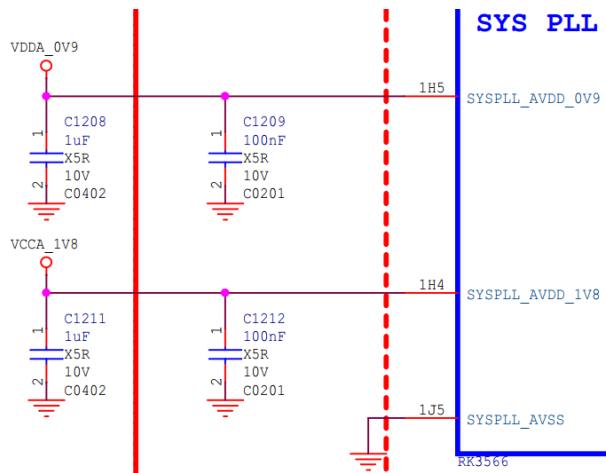 SYS PLL
VDDA_0V9
1H5
SYSPLL_AVDD_0V9
1
C1208
1uF
X5R
10V
2
C0402
1
C1209
100nF
X5R
10V
2
C0201
VCCA_1V8
1H4
SYSPLL_AVDD_1V8
1
C1211
1uF
X5R
10V
2
C0402
1
C1212
100nF
X5R
10V
2
C0201
1J5
SYSPLL_AVSS
RK3566